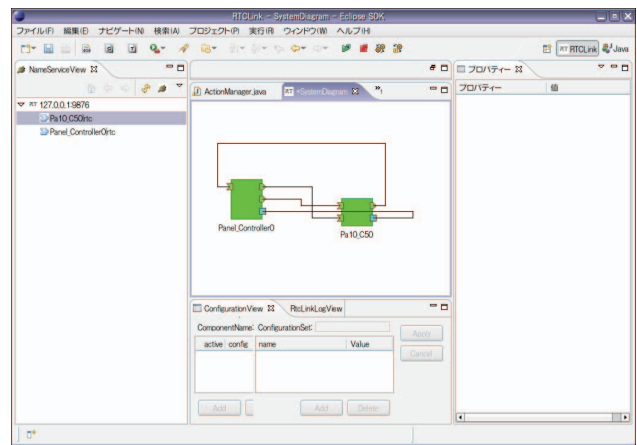 RTCLink - SystemDiagram - Eclipse SDK
ファイル(F) 編集(E) ナビゲート(N) 検索(A) プロジェクト(P) 実行(R) ウィンドウ(W) ヘルプ(H)
RT RTCLink Java
NameServiceView
127.0.0.1:9876
Pa10_C50|rtc
Panel_Controller0|rtc
ActionManager.java *SystemDiagram
Panel_Controller0
Pa10_C50
ConfigurationView RtcLinkLogView
ComponentName: ConfigurationSet:
active config name Value
Apply
Cancel
Add Add Delete
プロパティー
プロパティー 値